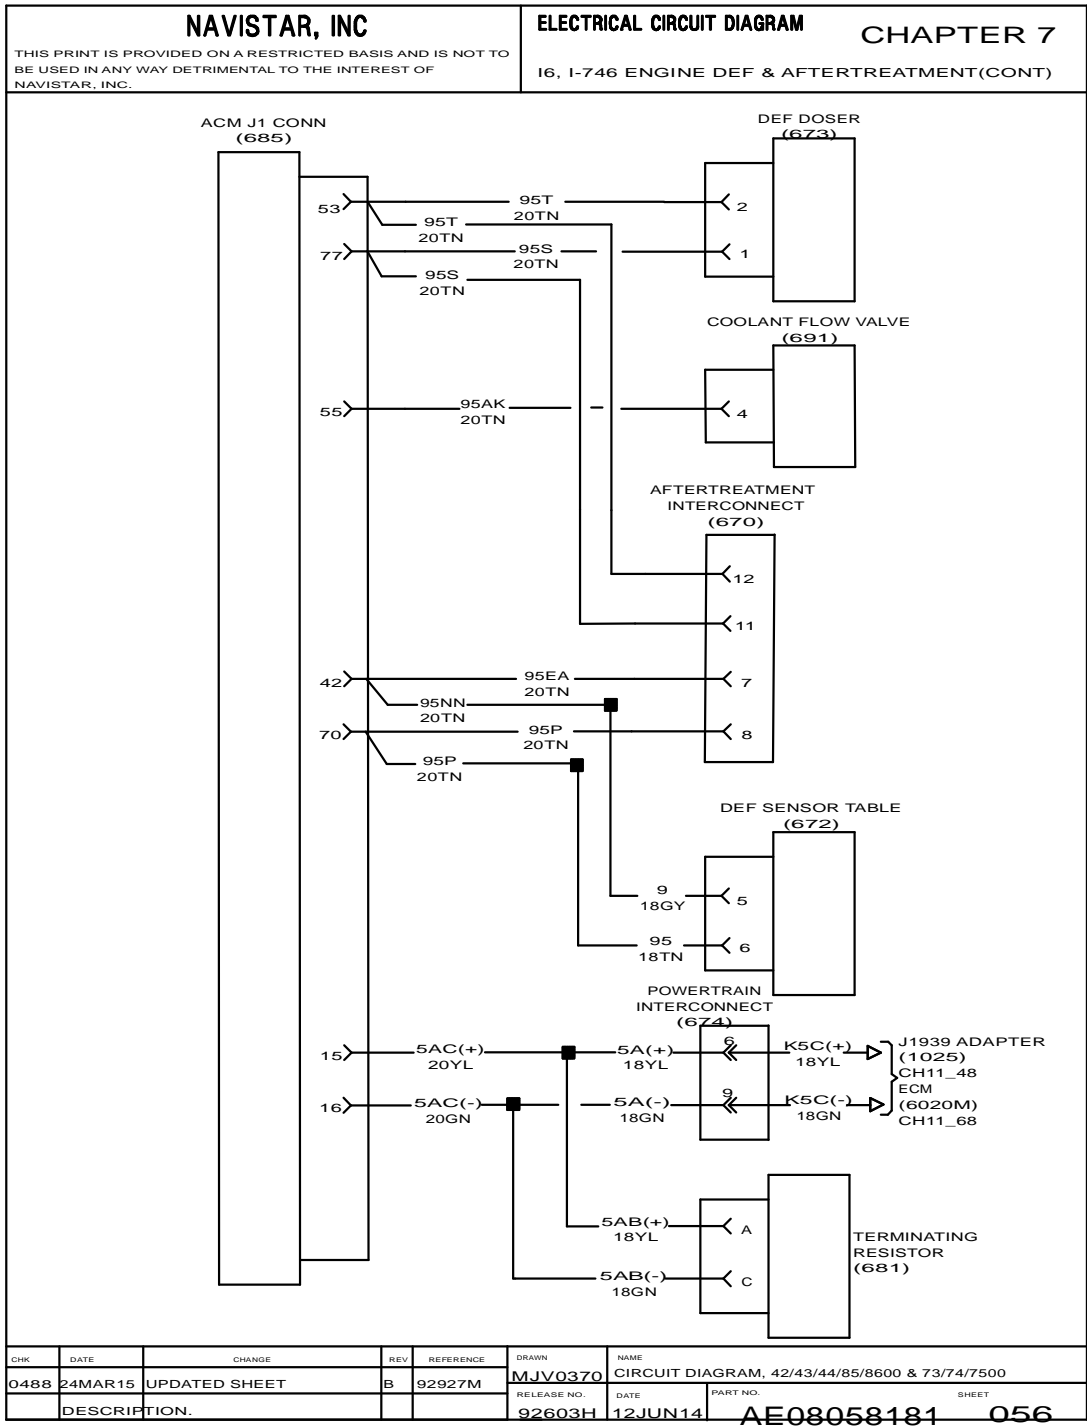 NAVISTAR, INC
THIS PRINT IS PROVIDED ON A RESTRICTED BASIS AND IS NOT TO
BE USED IN ANY WAY DETRIMENTAL TO THE INTEREST OF
NAVISTAR, INC.
ELECTRICAL CIRCUIT DIAGRAM
CHAPTER 7
I6, I-746 ENGINE DEF & AFTERTREATMENT(CONT)
ACM J1 CONN
(685)
DEF DOSER
(673)
53
95T
20TN
2
95T
20TN
77
95S
20TN
1
95S
20TN
COOLANT FLOW VALVE
(691)
55
95AK
20TN
4
AFTERTREATMENT
INTERCONNECT
(670)
12
11
42
95EA
20TN
7
95NN
20TN
70
95P
20TN
8
95P
20TN
DEF SENSOR TABLE
(672)
9
18GY
5
95
18TN
6
POWERTRAIN
INTERCONNECT
(674)
15
5AC(+)
20YL
5A(+)
18YL
6
K5C(+)
18YL
16
5AC(-)
20GN
5A(-)
18GN
9
K5C(-)
18GN
J1939 ADAPTER
(1025)
CH11_48
ECM
(6020M)
CH11_68
5AB(+)
18YL
A
5AB(-)
18GN
C
TERMINATING
RESISTOR
(681)
CHK DATE CHANGE REV REFERENCE
0488 24MAR15 UPDATED SHEET B 92927M
DESCRIPTION.
DRAWN
MJV0370
NAME
CIRCUIT DIAGRAM, 42/43/44/85/8600 & 73/74/7500
RELEASE NO.
92603H
DATE
12JUN14
PART NO.
AE08058181
SHEET
056